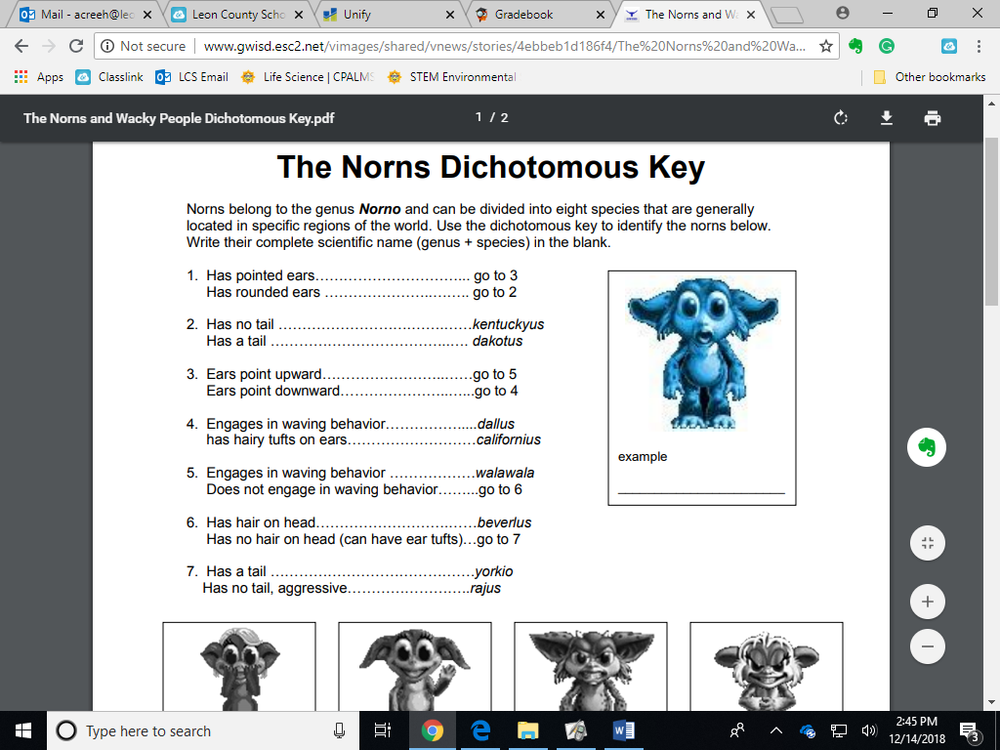 Mail - acreeh@lec
Leon County Scho
Unify
Gradebook
The Norns and Wa
Not secure
www.gwisd.esc2.net/vimages/shared/vnews/stories/4ebbeb1d186f4/The%20Norns%20and%20Wa...
Apps
Classlink
LCS Email
Life Science | CPALMS
STEM Environmental
Other bookmarks
The Norns and Wacky People Dichotomous Key.pdf
1 / 2
The Norns Dichotomous Key
Norns belong to the genus Norno and can be divided into eight species that are generally
located in specific regions of the world. Use the dichotomous key to identify the norns below.
Write their complete scientific name (genus + species) in the blank.
1. Has pointed ears………………………….. go to 3
Has rounded ears …………………..……. go to 2
2. Has no tail ………………………………….kentuckyus
Has a tail ………………………………..…. dakotus
3. Ears point upward……………………..……go to 5
Ears point downward…………………..…...go to 4
4. Engages in waving behavior……………......dallus
has hairy tufts on ears………………………californius
5. Engages in waving behavior ………………walawala
Does not engage in waving behavior……...go to 6
6. Has hair on head………………………..……beverlus
Has no hair on head (can have ear tufts)…go to 7
7. Has a tail …………………………………….yorkio
Has no tail, aggressive……………………..rajus
example
Type here to search
2:45 PM
12/14/2018
3